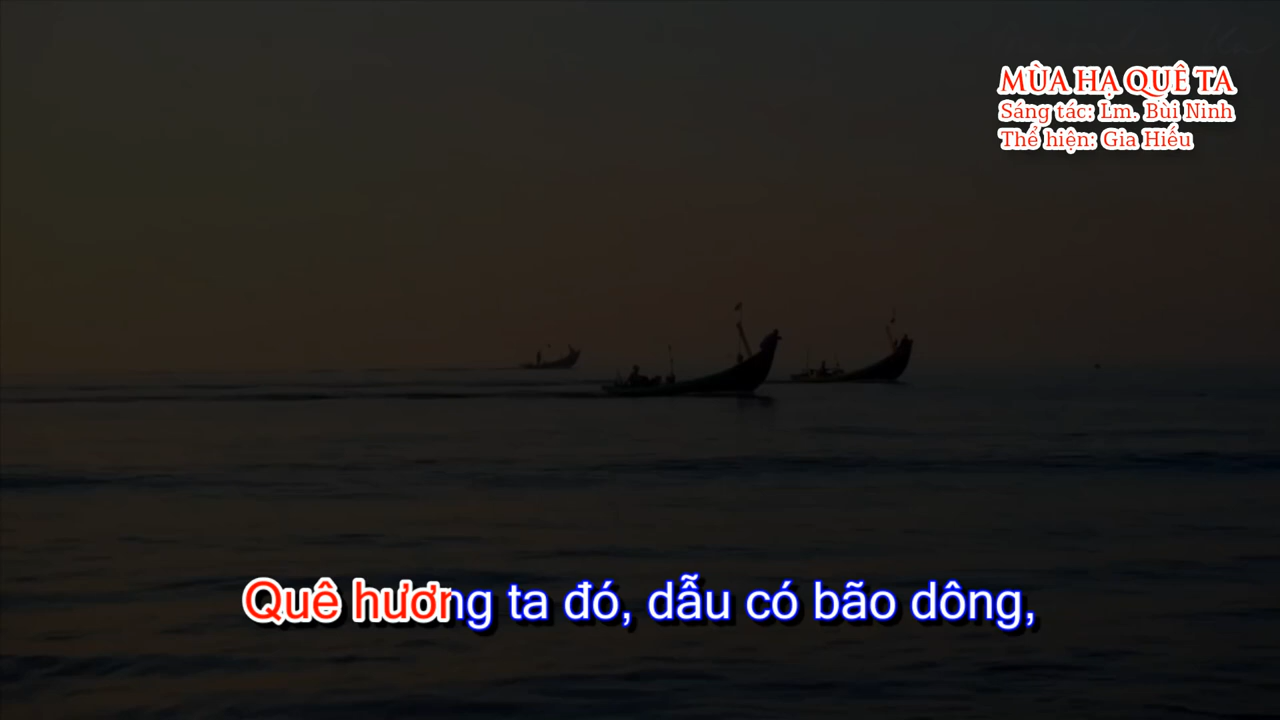 MÙA HẠ QUÊ TA
Sáng tác: Lm. Bùi Ninh
Thể hiện: Gia Hiếu
Quê hương ta đó, dẫu có bão dông,